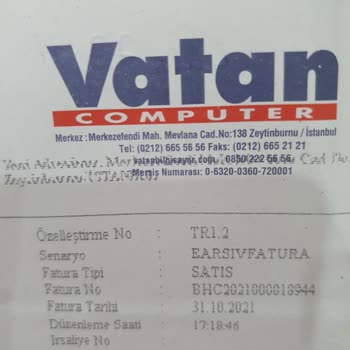 Vatan
COMPUTER
Merkez : Merkezefendi Mah. Mevlana Cad.No:138 Zeytinburnu / İstanbul
Tel: (0212) 665 56 56 Faks: (0212) 665 21 21
vatanbilgisayar.com 0850 222 56 56
Mersis Numarası: 0-6320-0360-720001
Özelleştirme No : TR1.2
Senaryo : EARSIVFATURA
Fatura Tipi : SATIS
Fatura No : BHC2021000018944
Fatura Tarihi : 31.10.2021
Düzenleme Saati : 17:18:46
İrsaliye No :